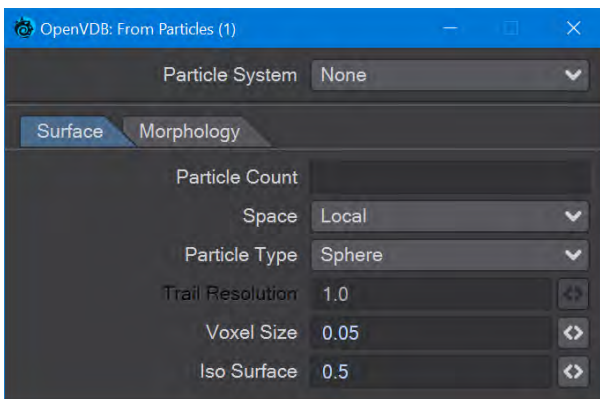 OpenVDB: From Particles (1)
Particle System None
Surface Morphology
Particle Count
Space Local
Particle Type Sphere
Trail Resolution 1.0
Voxel Size 0.05
Iso Surface 0.5